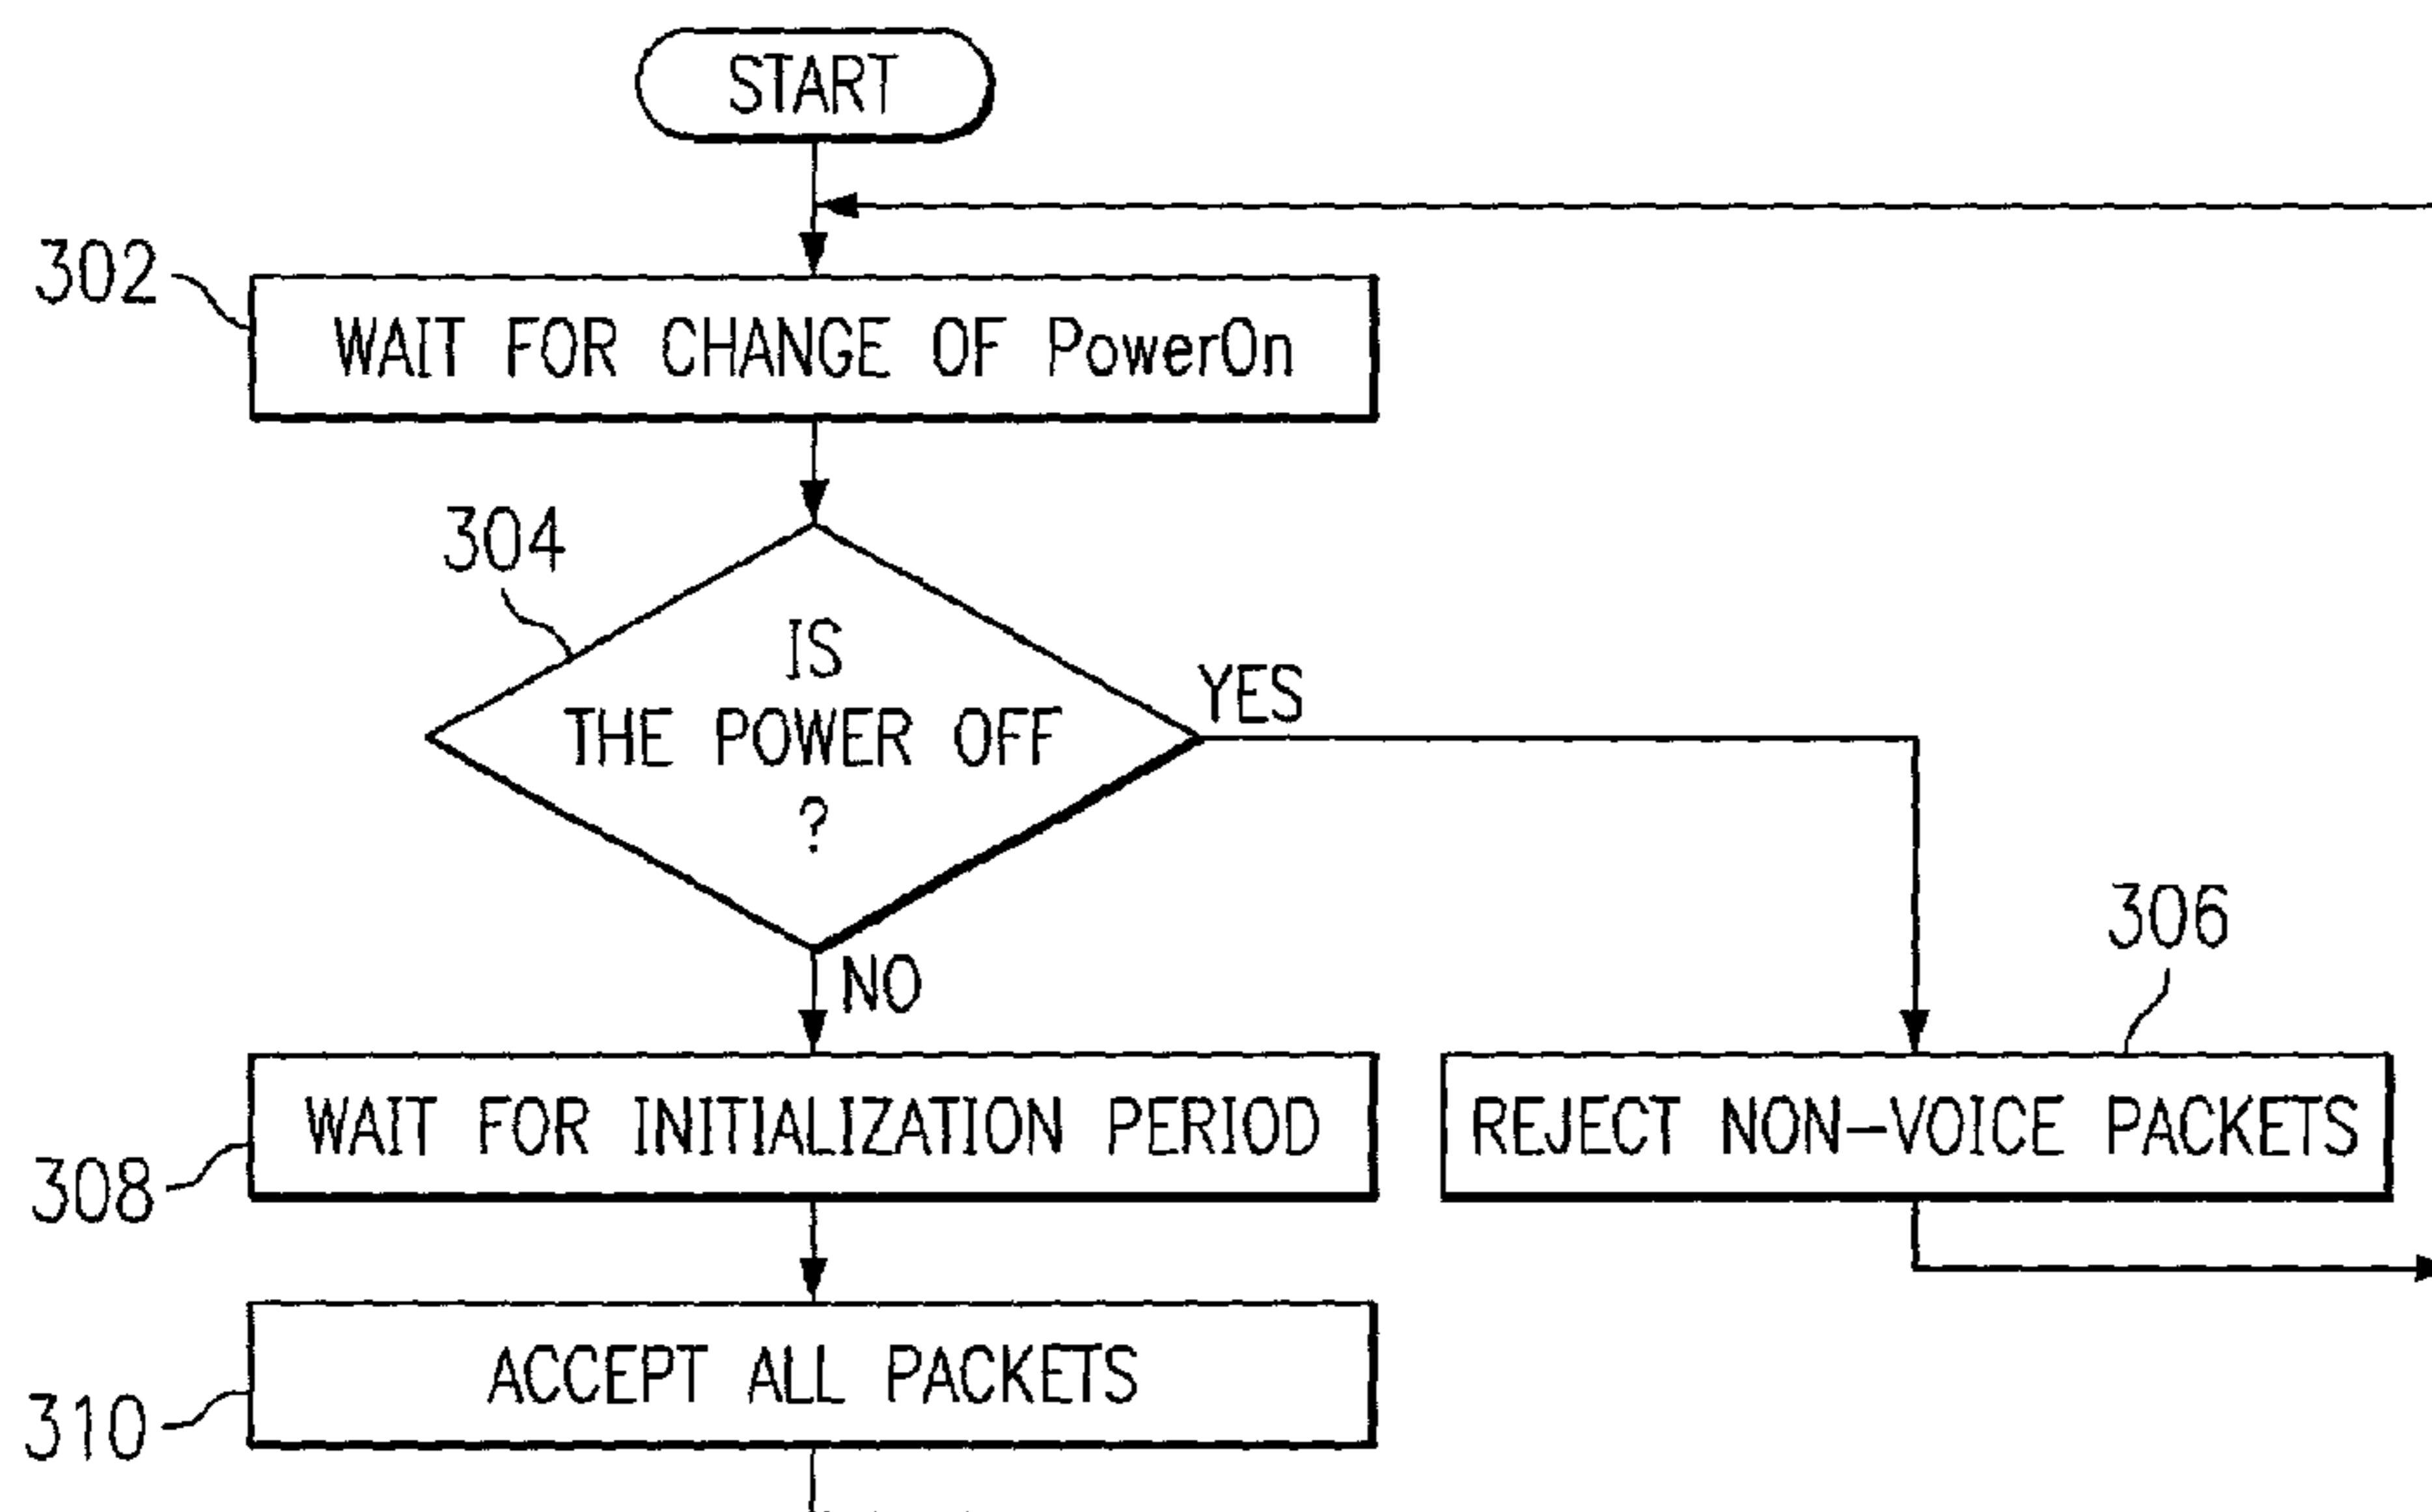 START
302
WAIT FOR CHANGE OF PowerOn
304
IS
THE POWER OFF
?
YES
NO
306
WAIT FOR INITIALIZATION PERIOD
308
REJECT NON-VOICE PACKETS
ACCEPT ALL PACKETS
310